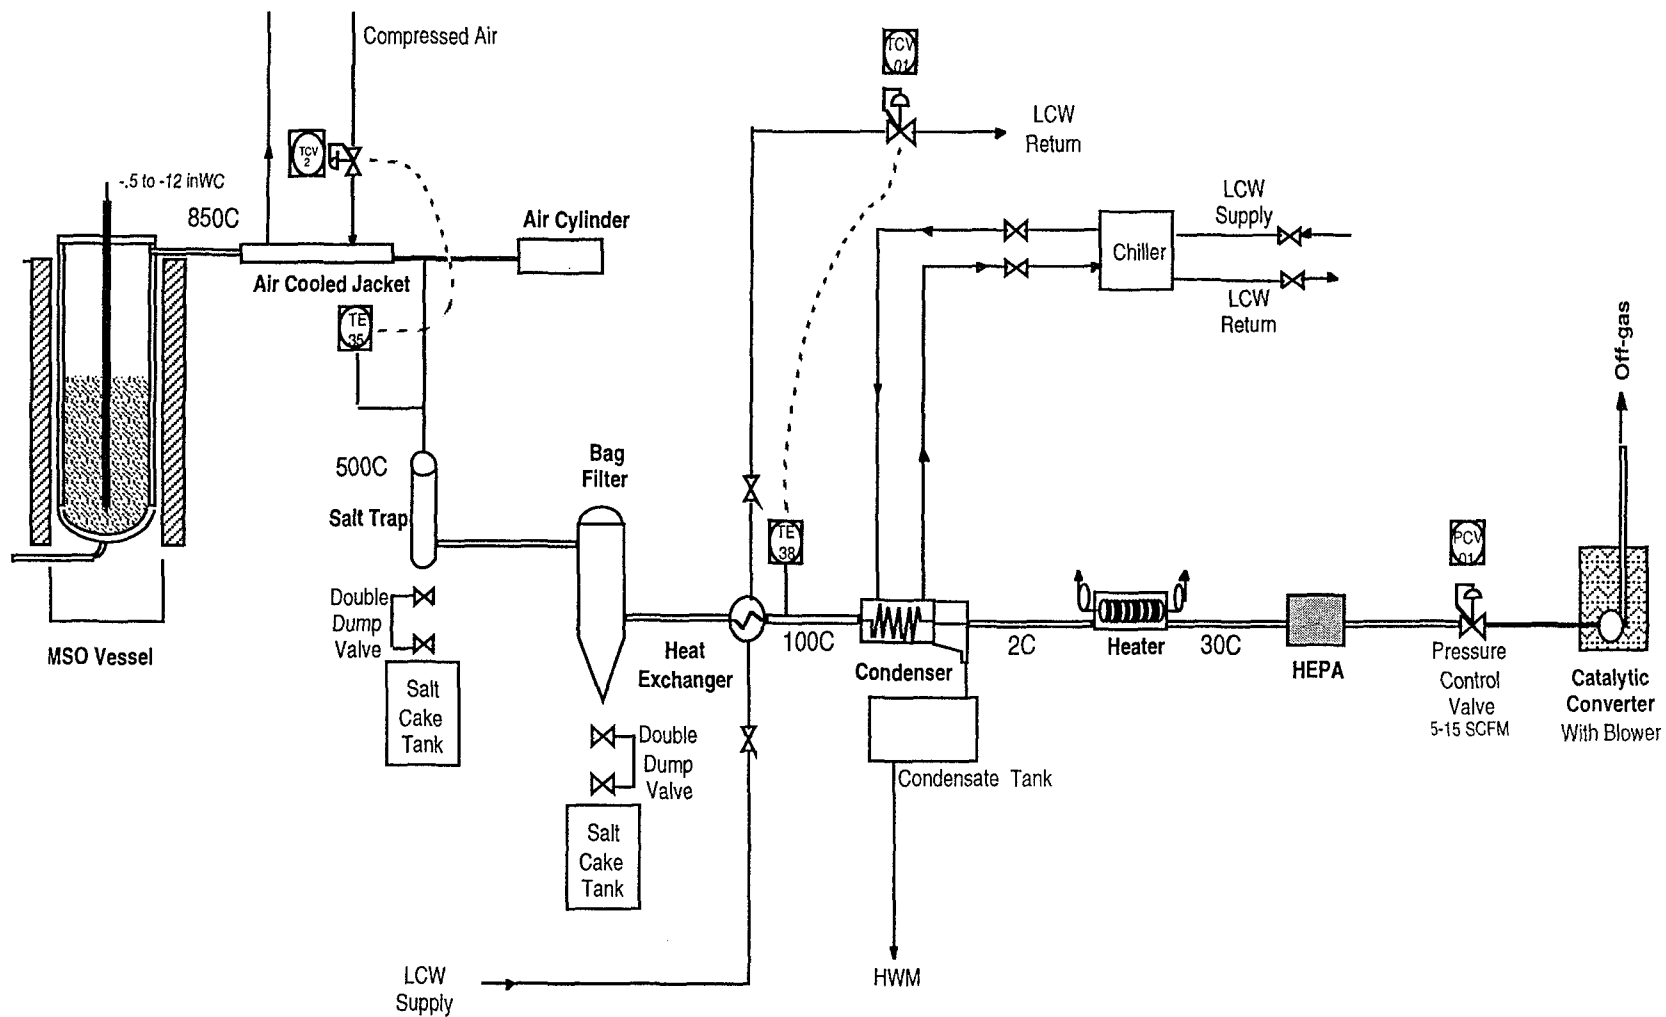 Compressed Air
TCV
01
LCW
Return
TCV
2
-.5 to -12 inWC
850C
Air Cylinder
LCW
Supply
Chiller
Air Cooled Jacket
LCW
Return
TE
35
Off-gas
500C
Bag
Filter
Salt Trap
TE
38
PCV
01
Double
Dump
Valve
MSO Vessel
Heat
Exchanger
100C
Condenser
2C
Heater
30C
HEPA
Pressure
Control
Valve
5-15 SCFM
Catalytic
Converter
With Blower
Salt
Cake
Tank
Double
Dump
Valve
Condensate Tank
Salt
Cake
Tank
LCW
Supply
HWM